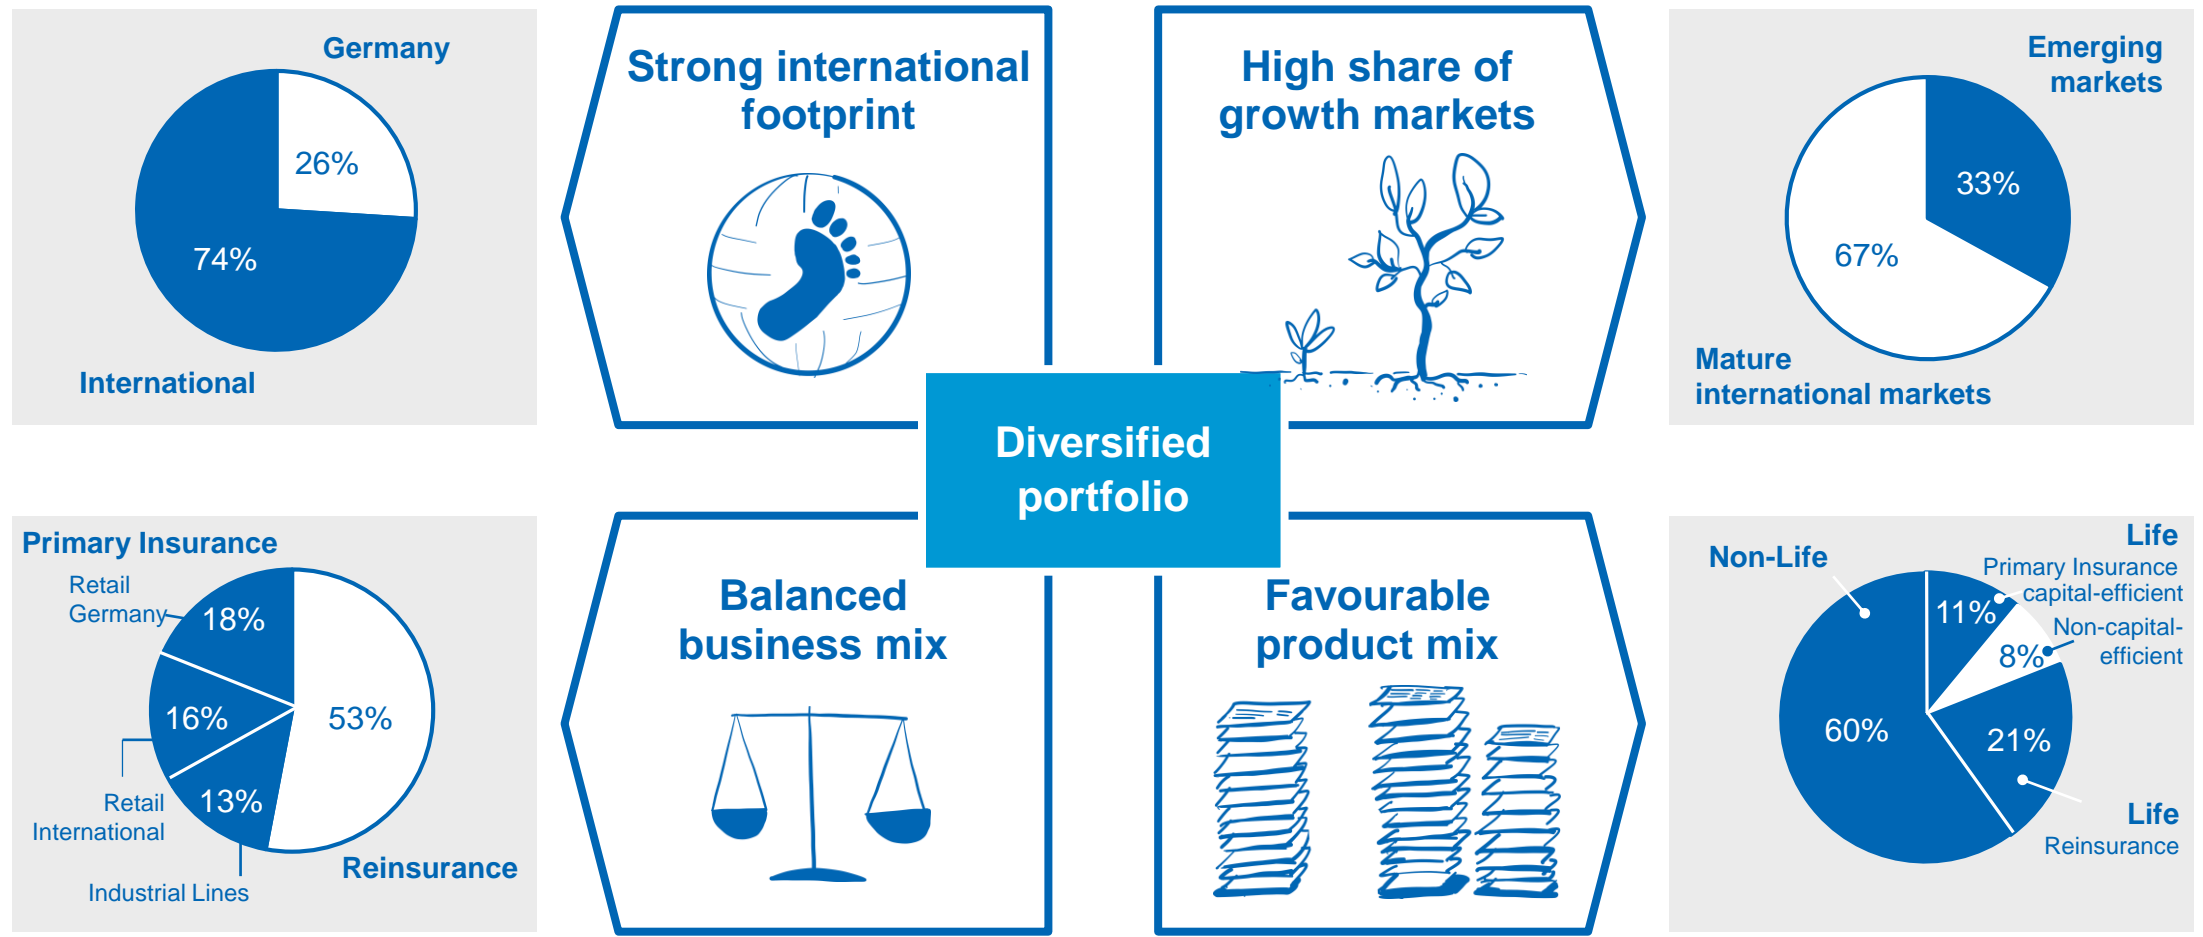 Germany
26%
74%
International
Strong international
footprint
High share of
growth markets
Emerging
markets
33%
67%
Mature
international markets
Diversified
portfolio
Primary Insurance
Retail
Germany
18%
16%
53%
13%
Retail
International
Industrial Lines
Reinsurance
Balanced
business mix
Favourable
product mix
Non-Life
Life
Primary Insurance
capital-efficient
11%
Non-capital-
efficient
8%
60%
21%
Life
Reinsurance